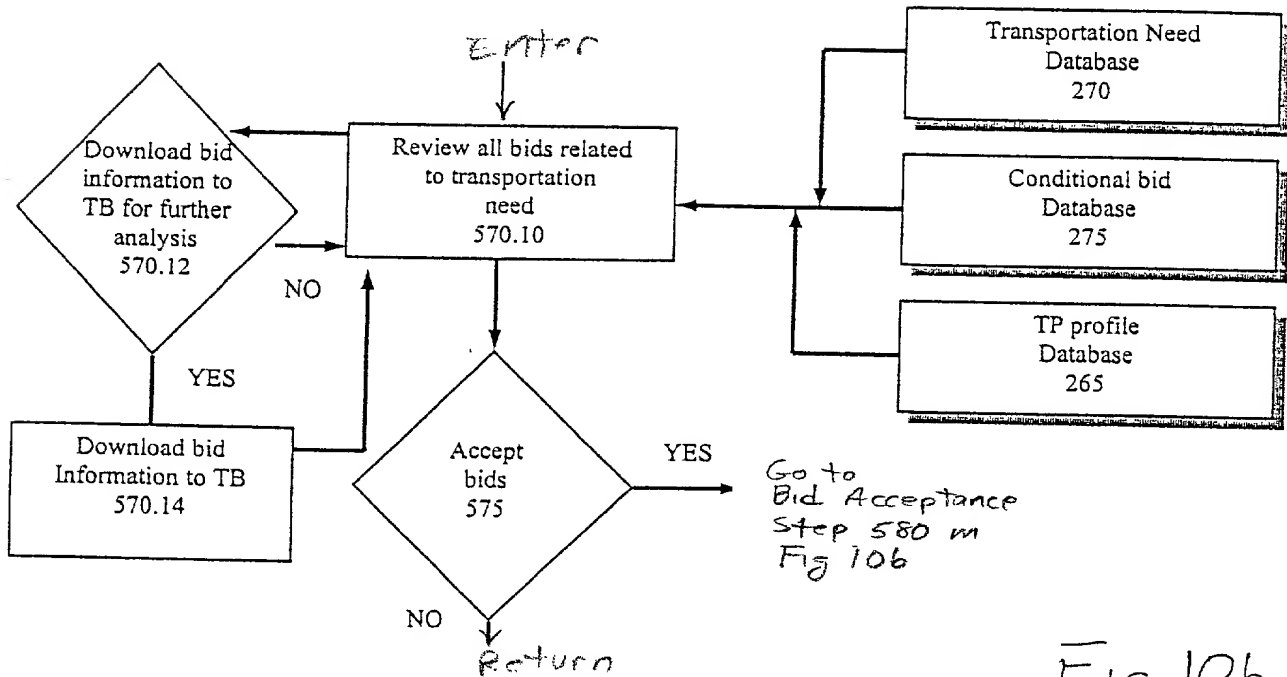 Enter
Transportation Need
Database
270
Download bid
information to
TB for further
analysis
570.12
Review all bids related
to transportation
need
570.10
Conditional bid
Database
275
NO
TP profile
Database
265
YES
Download bid
Information to TB
570.14
Accept
bids
575
YES
Go to
Bid Acceptance
Step 580 in
Fig 10b
NO
Return
Fig 10b